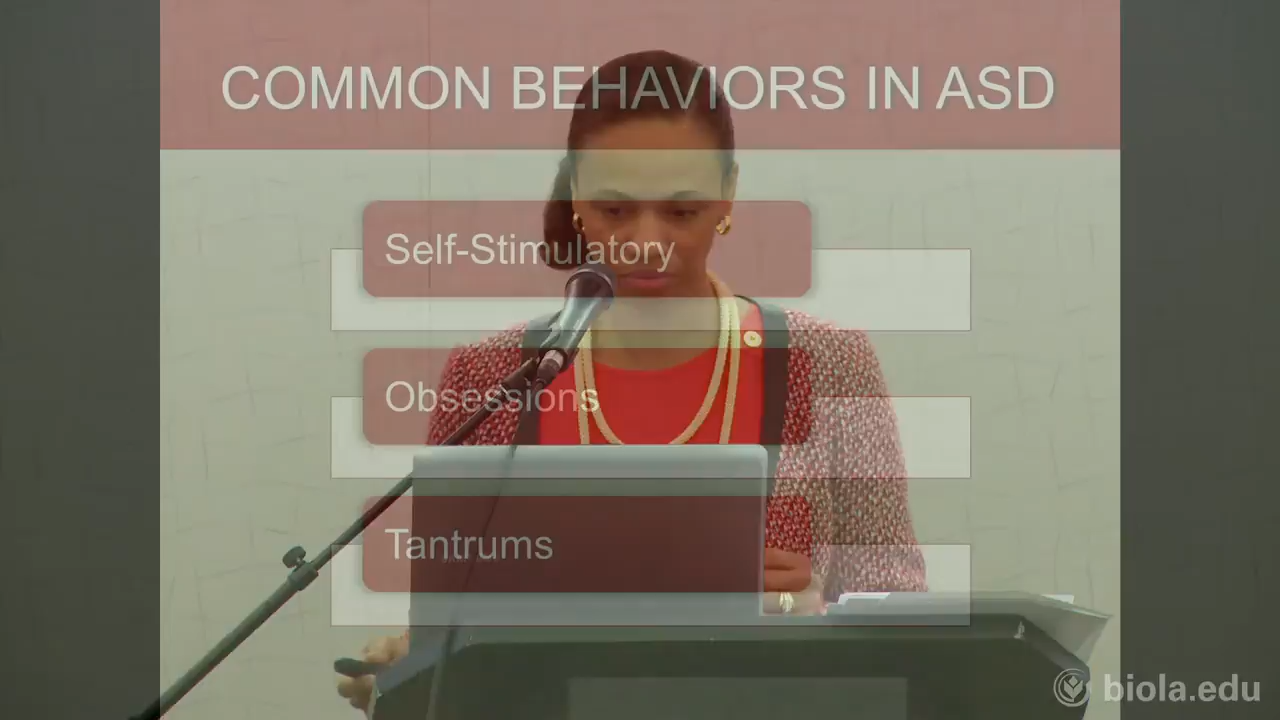 COMMON BEHAVIORS IN ASD
Self-Stimulatory
Obsessions
Tantrums
biola.edu